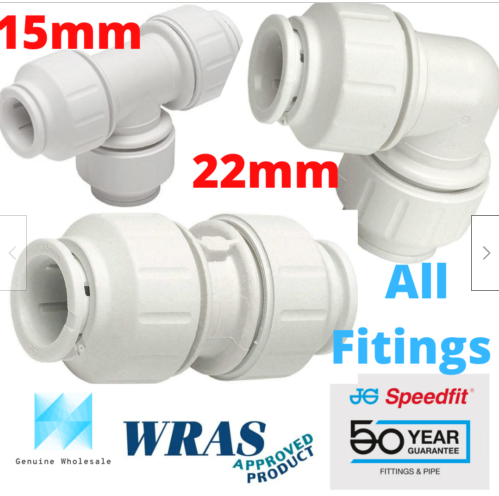 15mm
22mm
All
Fitings
Genuine Wholesale
WRAS
APPROVED
PRODUCT
JG Speedfit®
50 YEAR
GUARANTEE
FITTINGS & PIPE